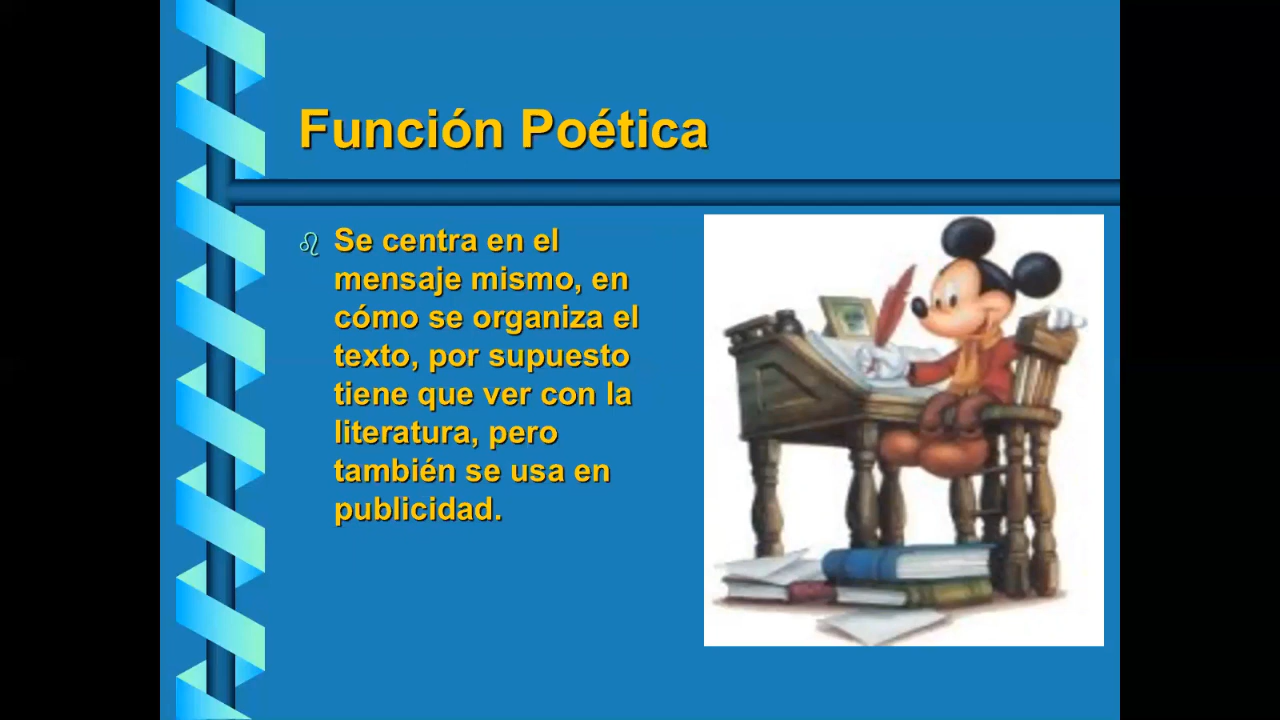 Función Poética
Se centra en el
mensaje mismo, en
cómo se organiza el
texto, por supuesto
tiene que ver con la
literatura, pero
también se usa en
publicidad.